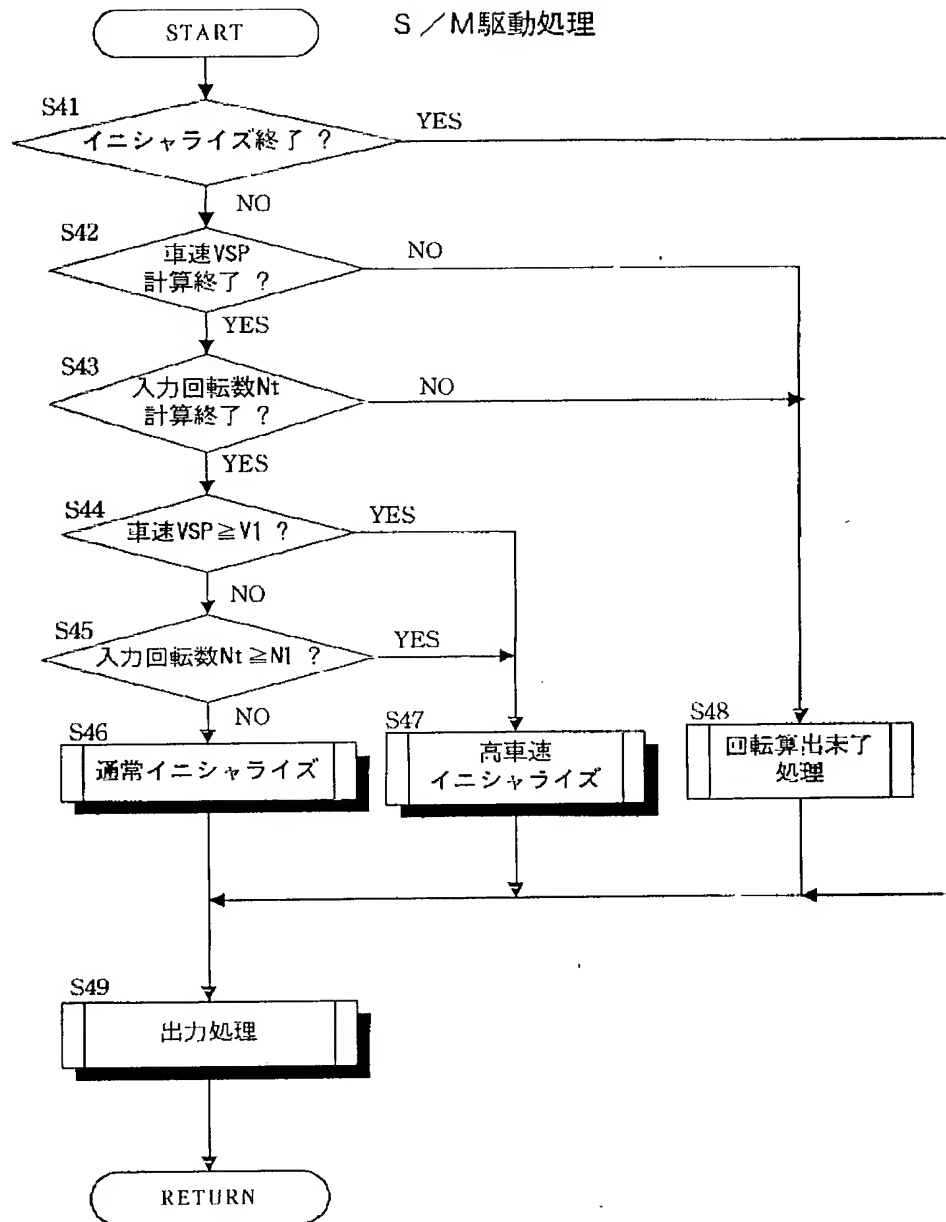 S／M駆動処理
START
S41
イニシャライズ終了 ?
YES
NO
S42
車速VSP
計算終了 ?
NO
YES
S43
入力回転数Nt
計算終了 ?
NO
YES
S44
車速VSP≧V1 ?
YES
NO
S45
入力回転数Nt≧N1 ?
YES
NO
S46
通常イニシャライズ
S47
高車速
イニシャライズ
S48
回転算出未了
処理
S49
出力処理
RETURN